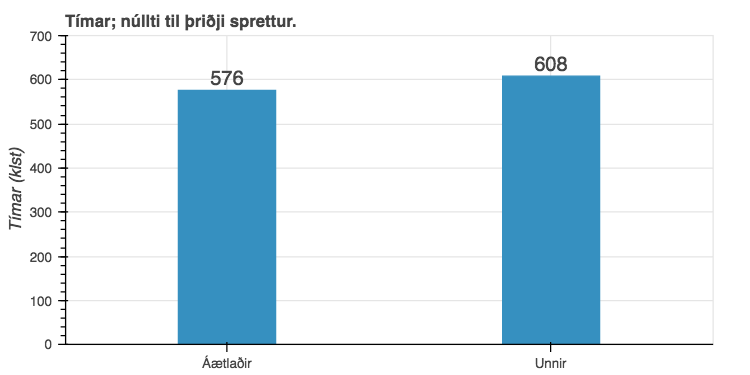 Tímar; núllti til þriðji sprettur.
Tímar (klst)
700
600
500
400
300
200
100
0
576
608
Áætlaðir
Unnir